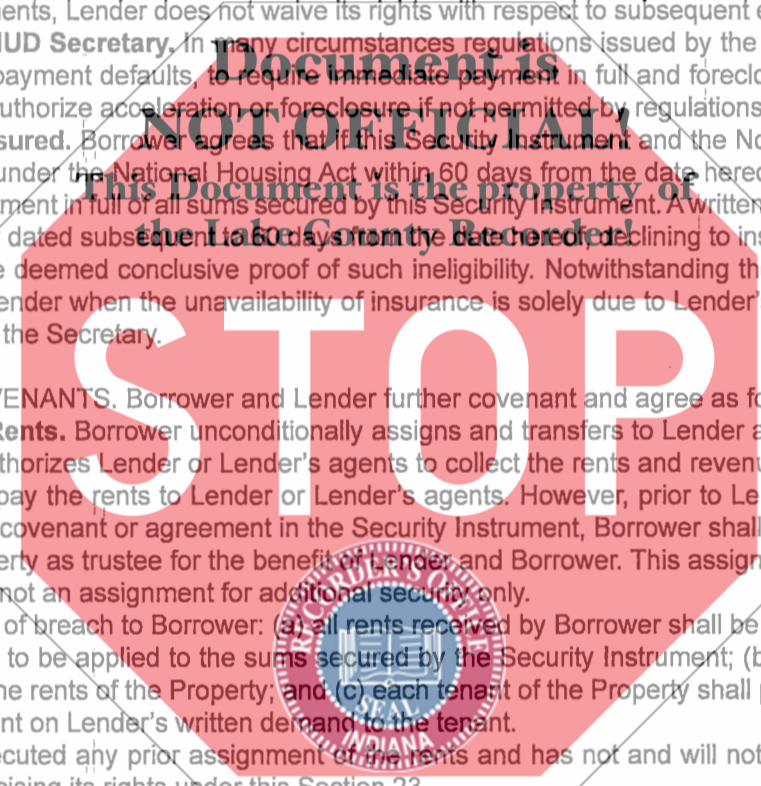 ents, Lender does not waive its rights with respect to subsequent e
HUD Secretary. In many circumstances regulations issued by the
payment defaults, to require immediate payment in full and foreclo
uthorize acceleration or foreclosure if not permitted by regulations
sured. Borrower agrees that if this Security Instrument and the No
under the National Housing Act within 60 days from the date hereo
ment in full of all sums secured by this Security Instrument. A written
dated subsequent to 60 days from the date hereof, declining to ins
e deemed conclusive proof of such ineligibility. Notwithstanding th
ender when the unavailability of insurance is solely due to Lender's
the Secretary.
Document is
NOT OFFICIAL!
This Document is the property of
the Lake County Recorder!
STOP
VENANTS. Borrower and Lender further covenant and agree as fo
Rents. Borrower unconditionally assigns and transfers to Lender a
thorizes Lender or Lender's agents to collect the rents and revenu
pay the rents to Lender or Lender's agents. However, prior to Le
covenant or agreement in the Security Instrument, Borrower shall
erty as trustee for the benefit of Lender and Borrower. This assign
not an assignment for additional security only.
of breach to Borrower: (a) all rents received by Borrower shall be
to be applied to the sums secured by the Security Instrument; (b
he rents of the Property; and (c) each tenant of the Property shall p
nt on Lender's written demand to the tenant.
ecuted any prior assignment of the rents and has not and will not
cising its rights under this Section 23.
RECORDER'S OFFICE
SEAL
INDIANA